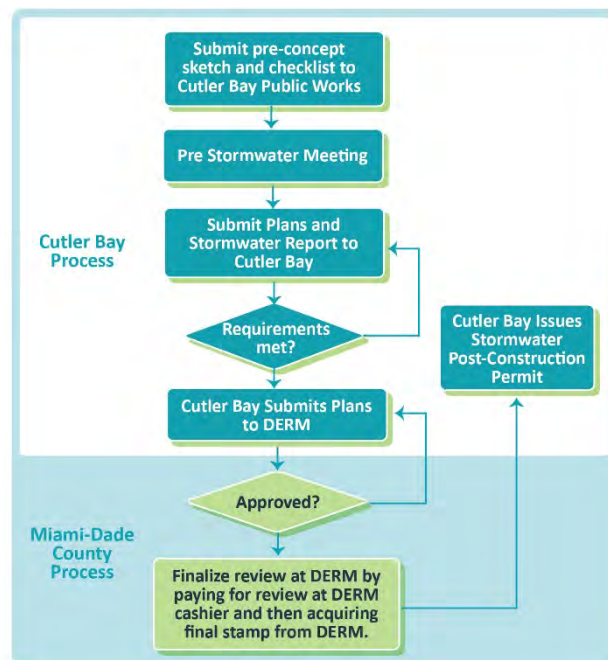 Submit pre-concept
sketch and checklist to
Cutler Bay Public Works
Pre Stormwater Meeting
Submit Plans and
Stormwater Report to
Cutler Bay
Cutler Bay
Process
Requirements
met?
Cutler Bay Issues
Stormwater
Post-Construction
Permit
Cutler Bay Submits Plans
to DERM
Approved?
Miami-Dade
County
Process
Finalize review at DERM by
paying for review at DERM
cashier and then acquiring
final stamp from DERM.